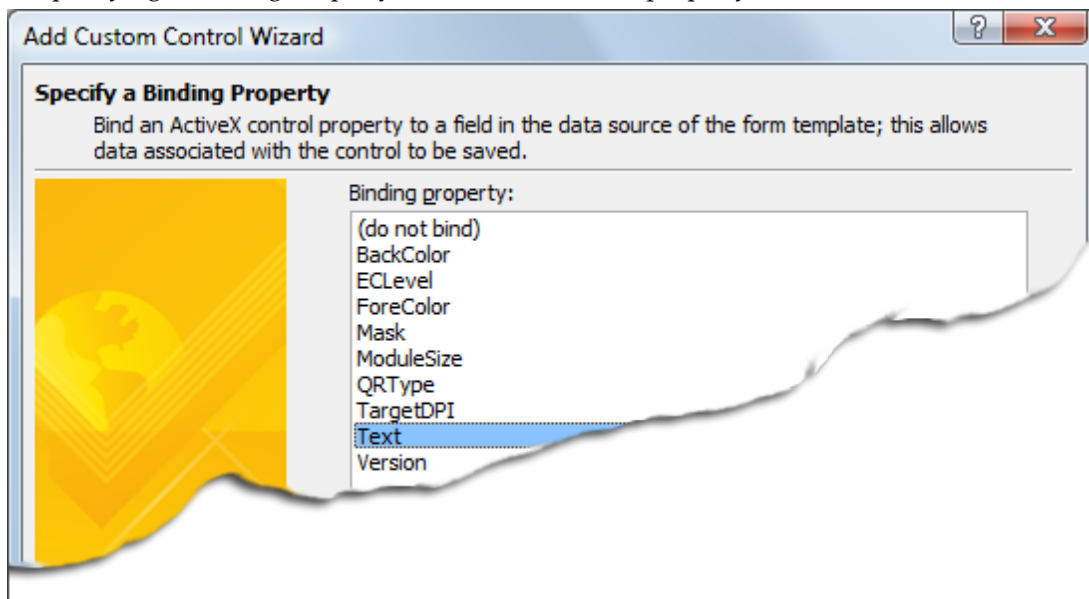 Add Custom Control Wizard
Specify a Binding Property
Bind an ActiveX control property to a field in the data source of the form template; this allows
data associated with the control to be saved.
Binding property:
(do not bind)
BackColor
ECLevel
ForeColor
Mask
ModuleSize
QRType
TargetDPI
Text
Version